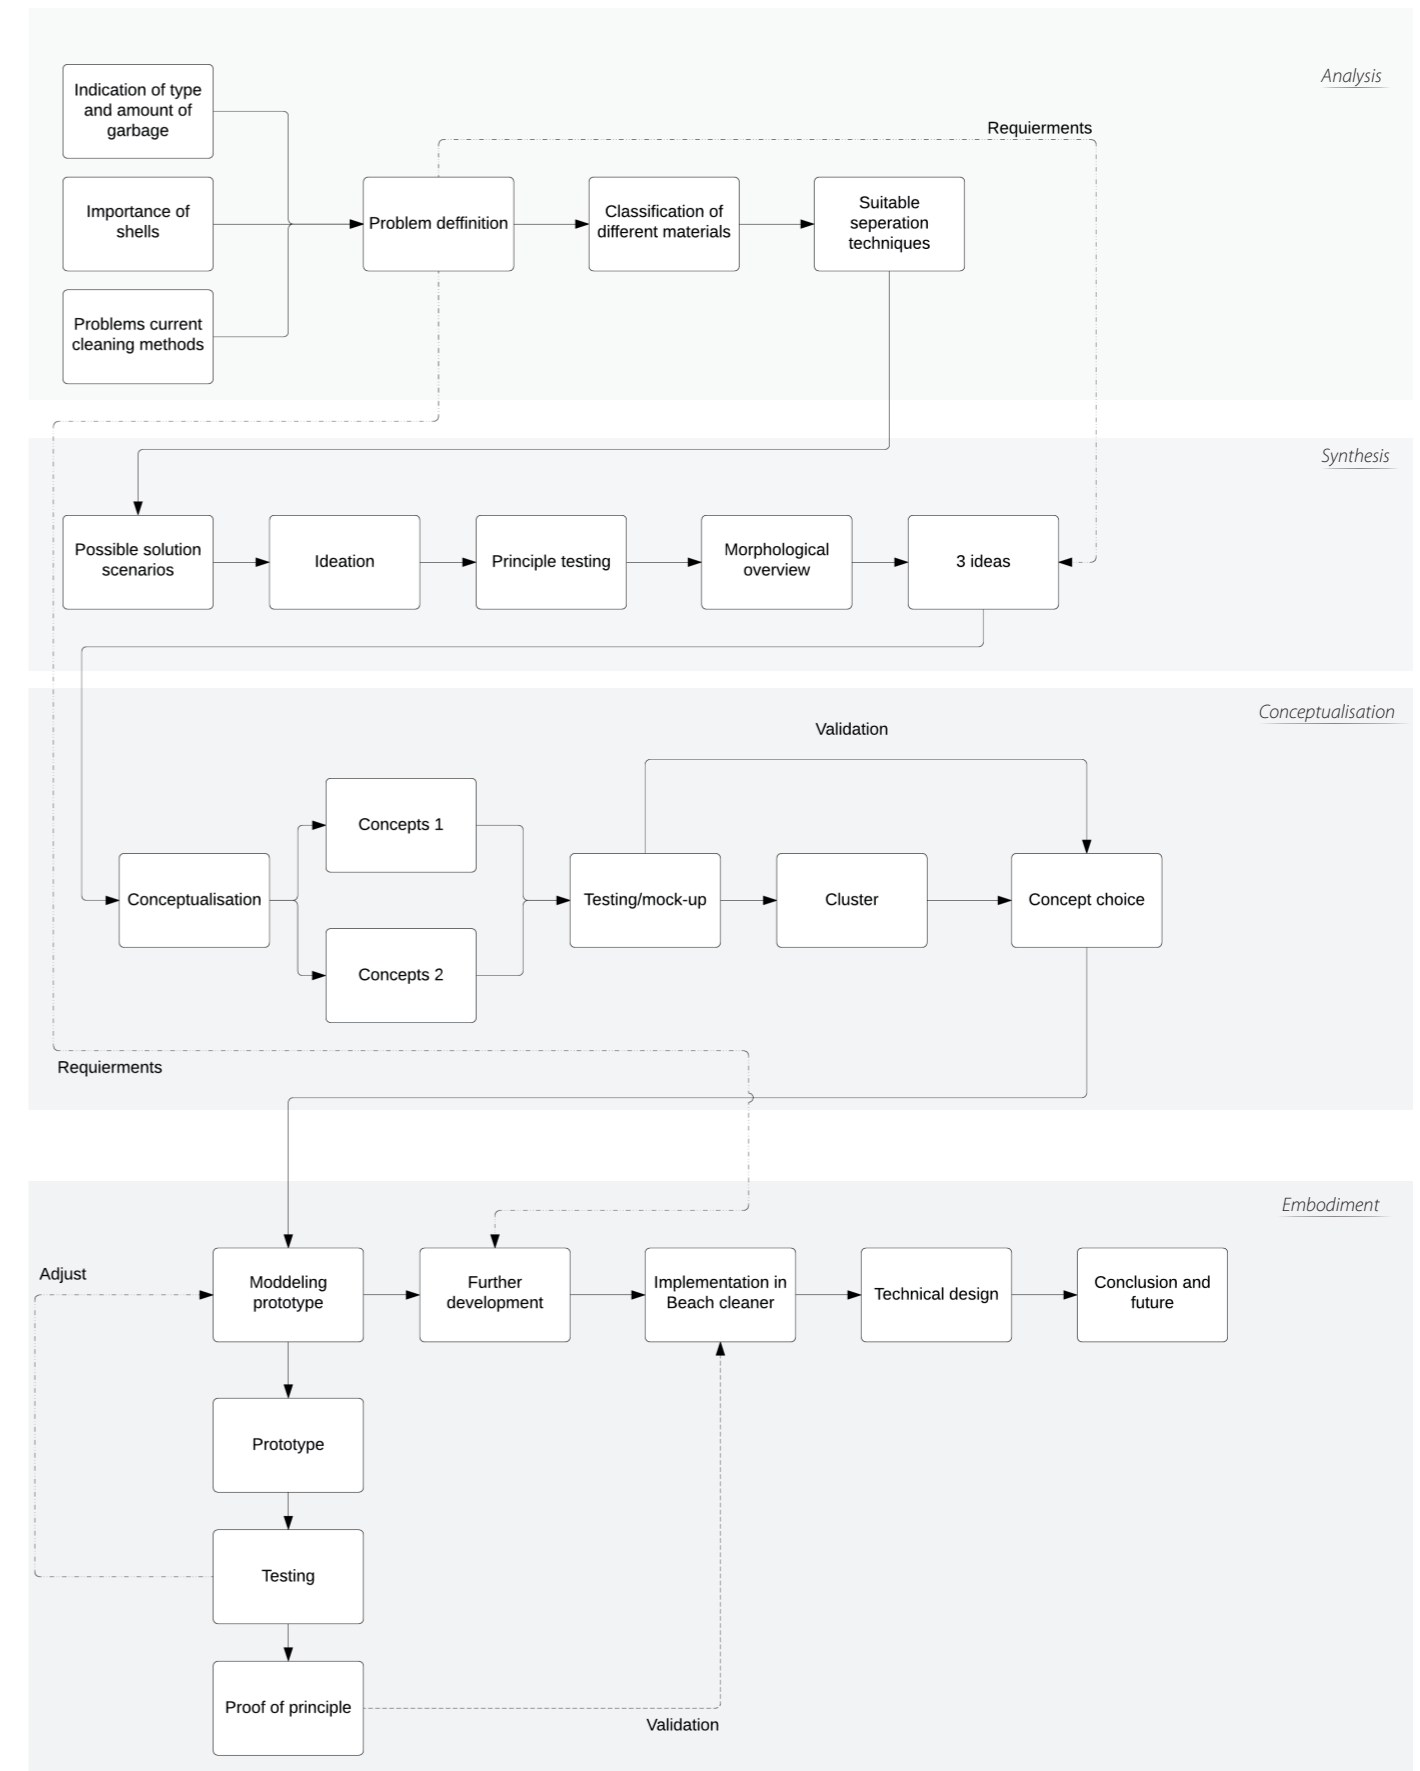 Analysis
Indication of type
and amount of
garbage
Requierments
Importance of
shells
Problem deffinition
Classification of
different materials
Suitable
seperation
techniques
Problems current
cleaning methods
Synthesis
Possible solution
scenarios
Ideation
Principle testing
Morphological
overview
3 ideas
Conceptualisation
Validation
Concepts 1
Conceptualisation
Testing/mock-up
Cluster
Concept choice
Concepts 2
Requierments
Embodiment
Adjust
Moddeling
prototype
Further
development
Implementation in
Beach cleaner
Technical design
Conclusion and
future
Prototype
Testing
Proof of principle
Validation